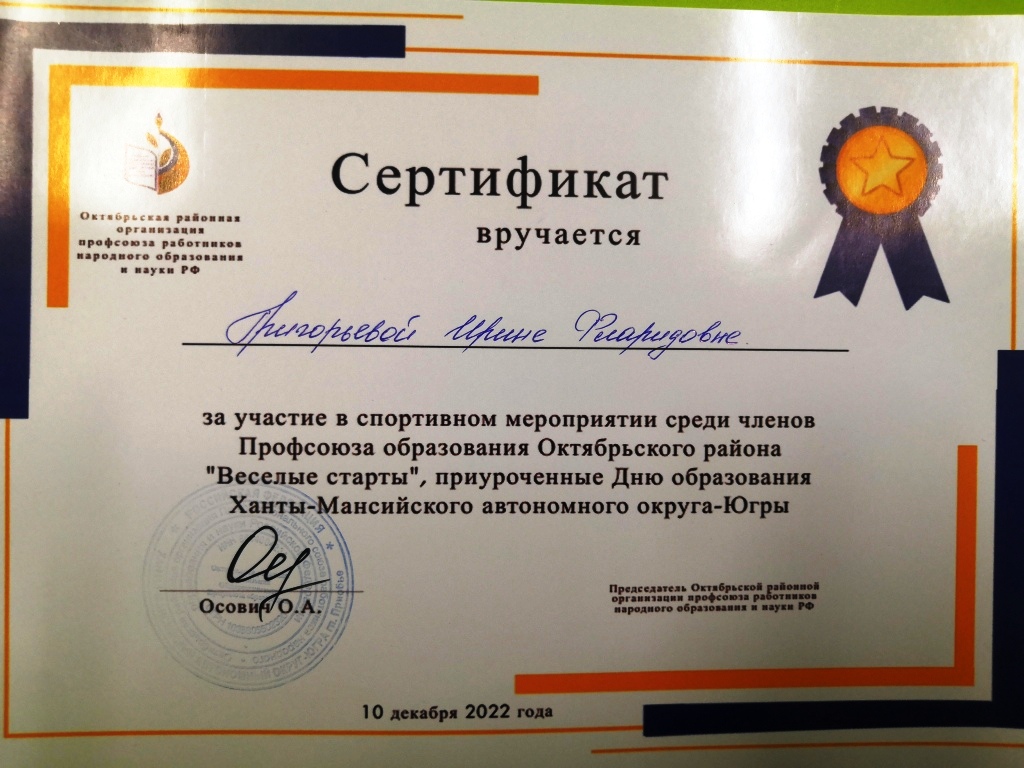 Октябрьская районная
организация
профсоюза работников
народного образования
и науки РФ
Сертификат
вручается
Григорьевой Ирине Фларидовне.
за участие в спортивном мероприятии среди членов
Профсоюза образования Октябрьского района
"Веселые старты", приуроченные Дню образования
Ханты-Мансийского автономного округа-Югры
Осович О.А.
Председатель Октябрьской районной
организации профсоюза работников
народного образования и науки РФ
10 декабря 2022 года